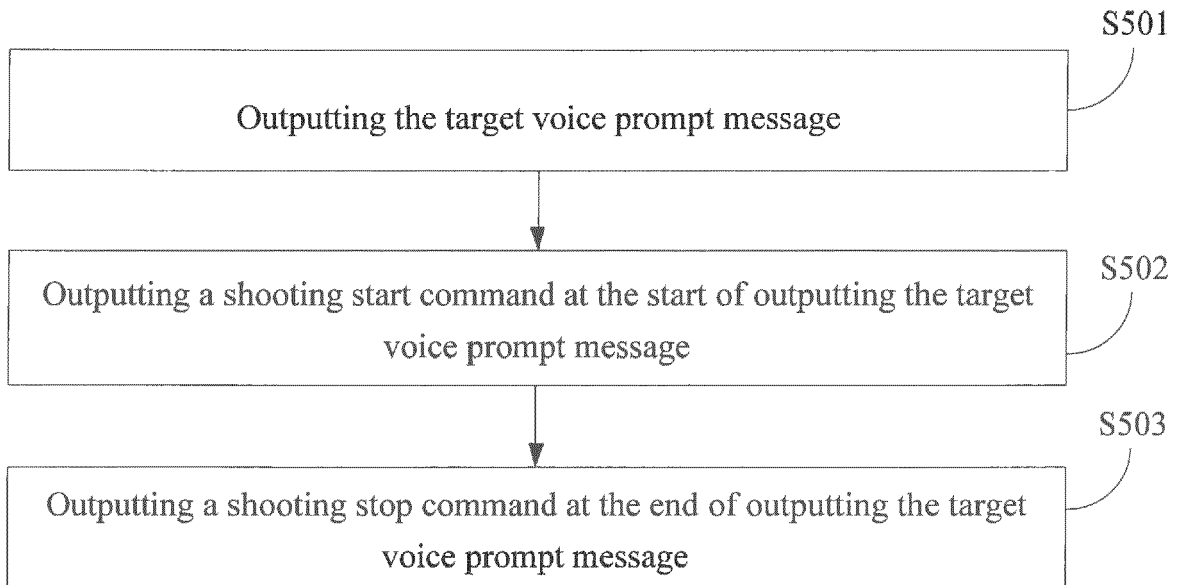 S501
Outputting the target voice prompt message
S502
Outputting a shooting start command at the start of outputting the target
voice prompt message
S503
Outputting a shooting stop command at the end of outputting the target
voice prompt message